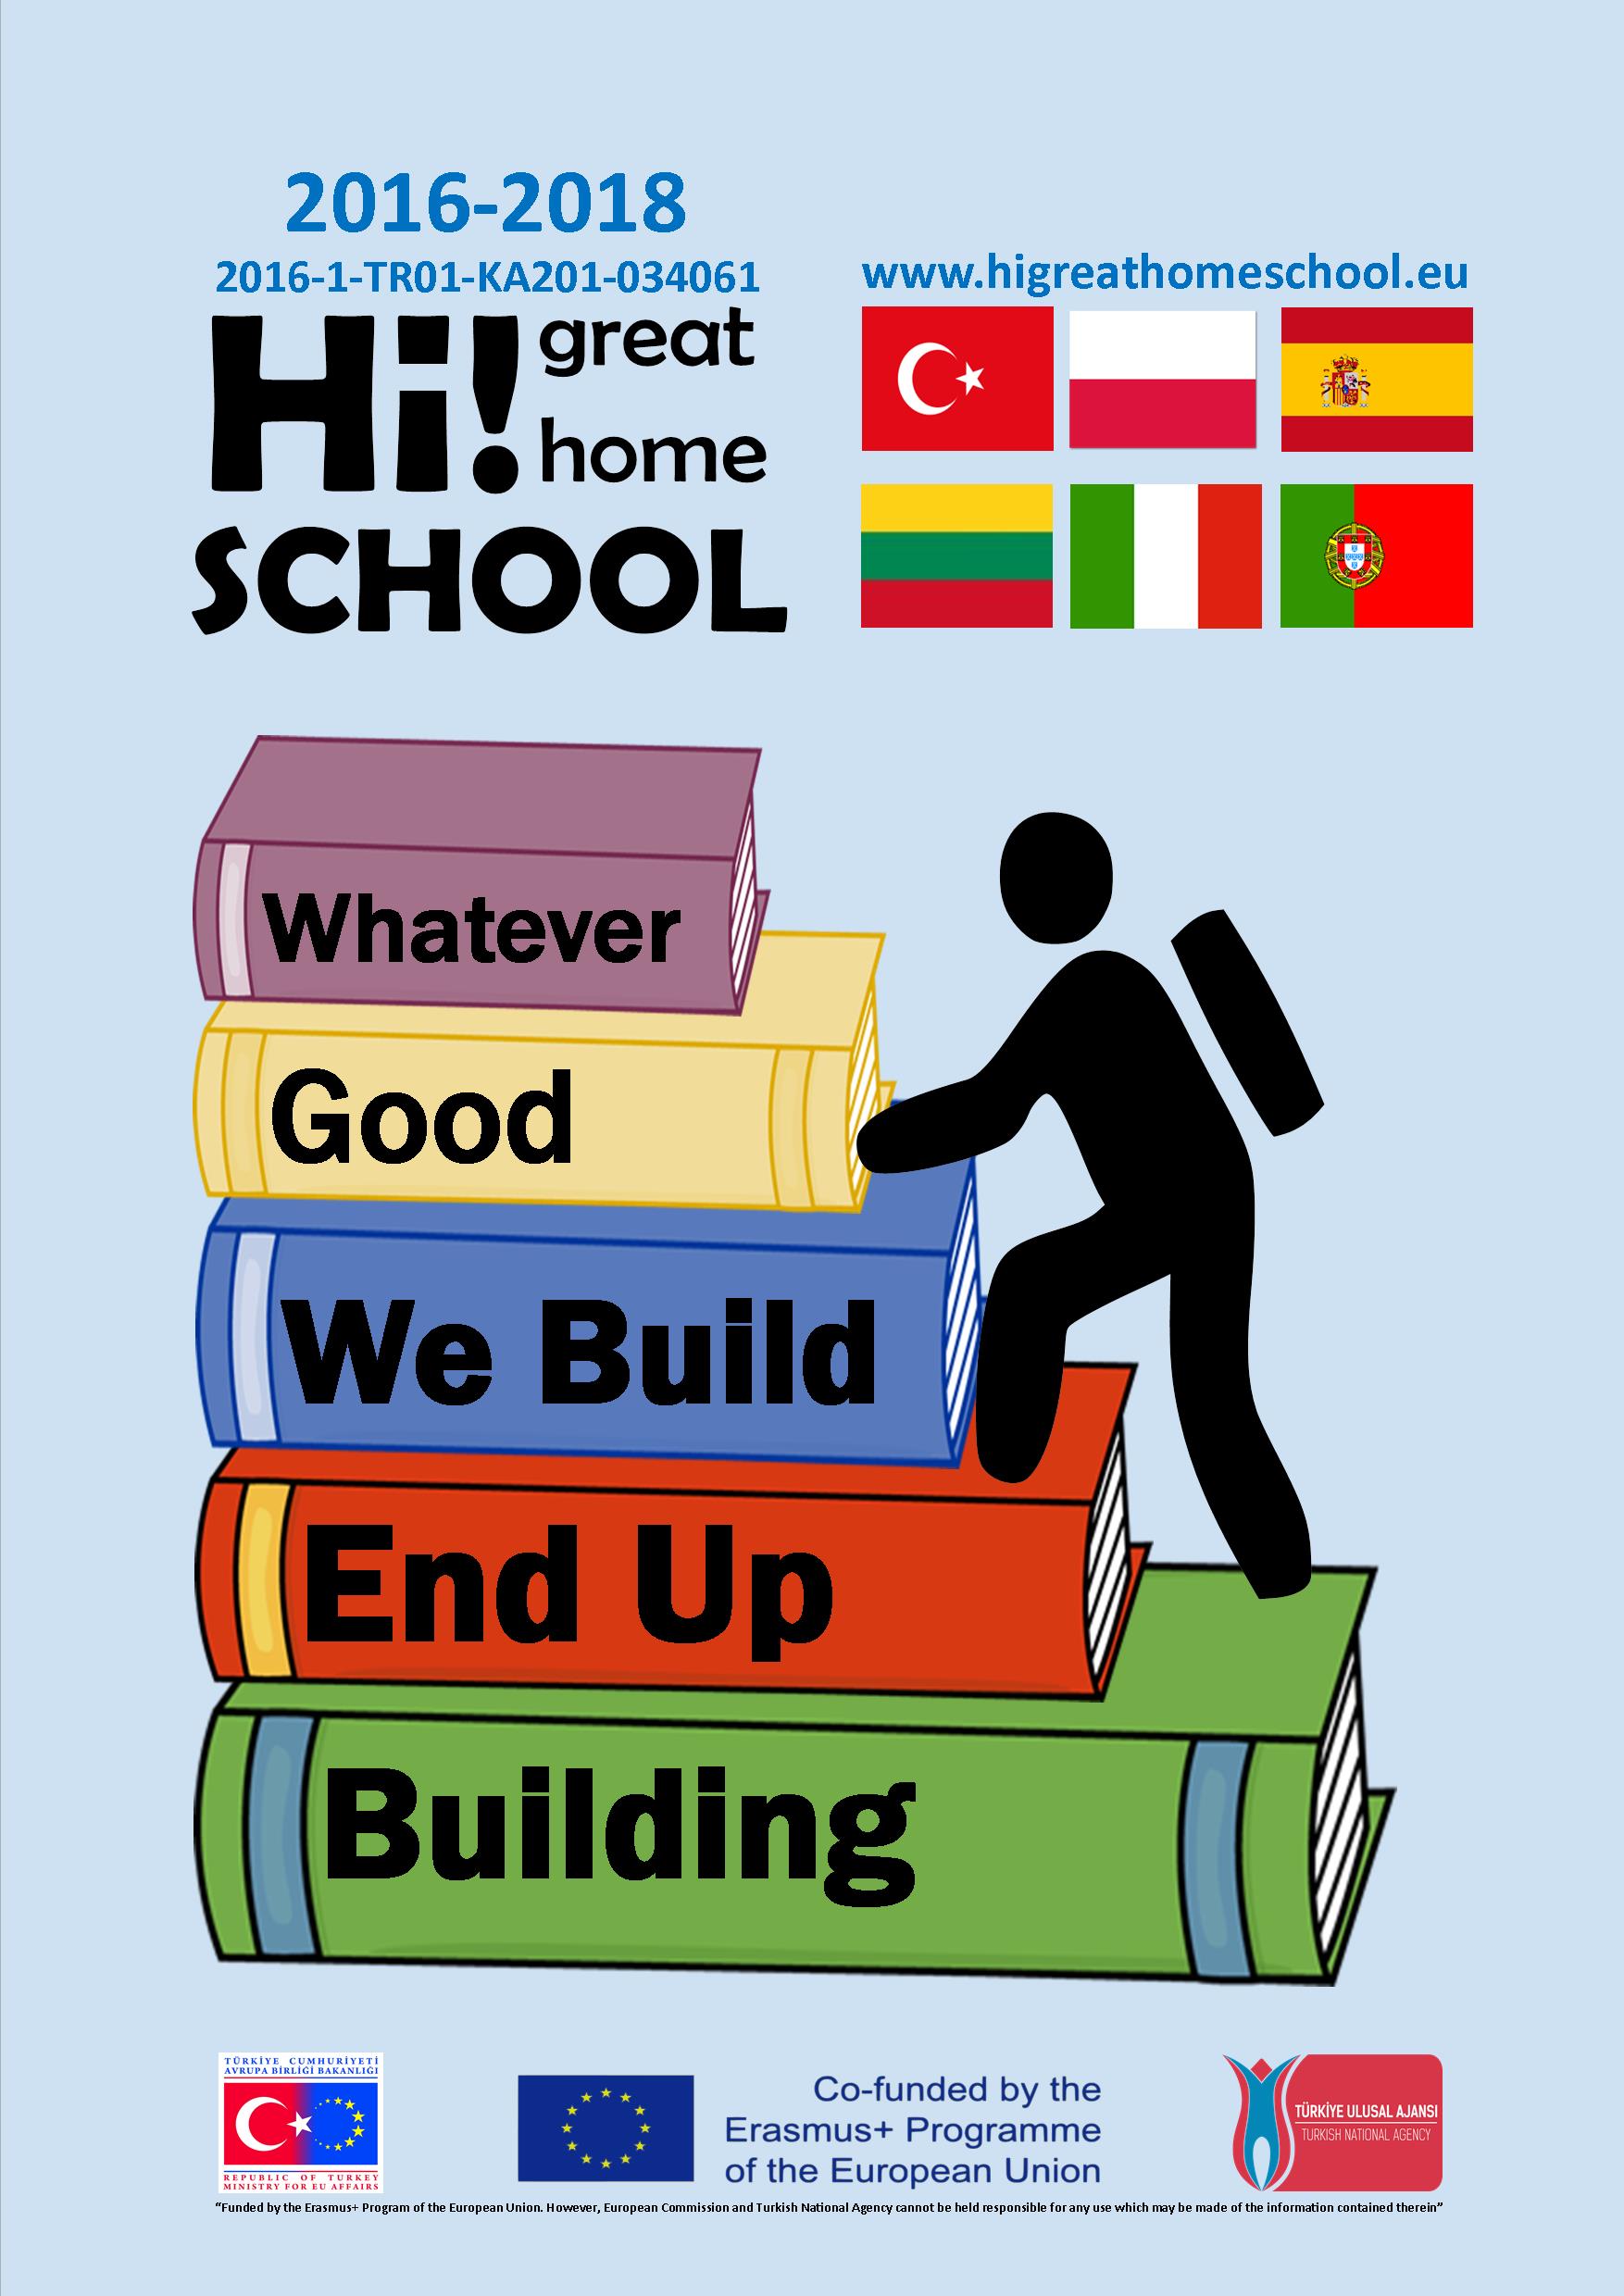 2016-2018
2016-1-TR01-KA201-034061
www.higreathomeschool.eu
Hi! great
home
SCHOOL
Whatever
Good
We Build
End Up
Building
TÜRKİYE CUMHURİYETİ
AVRUPA BİRLİĞİ BAKANLIĞI
REPUBLIC OF TURKEY
MINISTRY FOR EU AFFAIRS
Co-funded by the
Erasmus+ Programme
of the European Union
TÜRKİYE ULUSAL AJANSI
TURKISH NATIONAL AGENCY
“Funded by the Erasmus+ Program of the European Union. However, European Commission and Turkish National Agency cannot be held responsible for any use which may be made of the information contained therein”